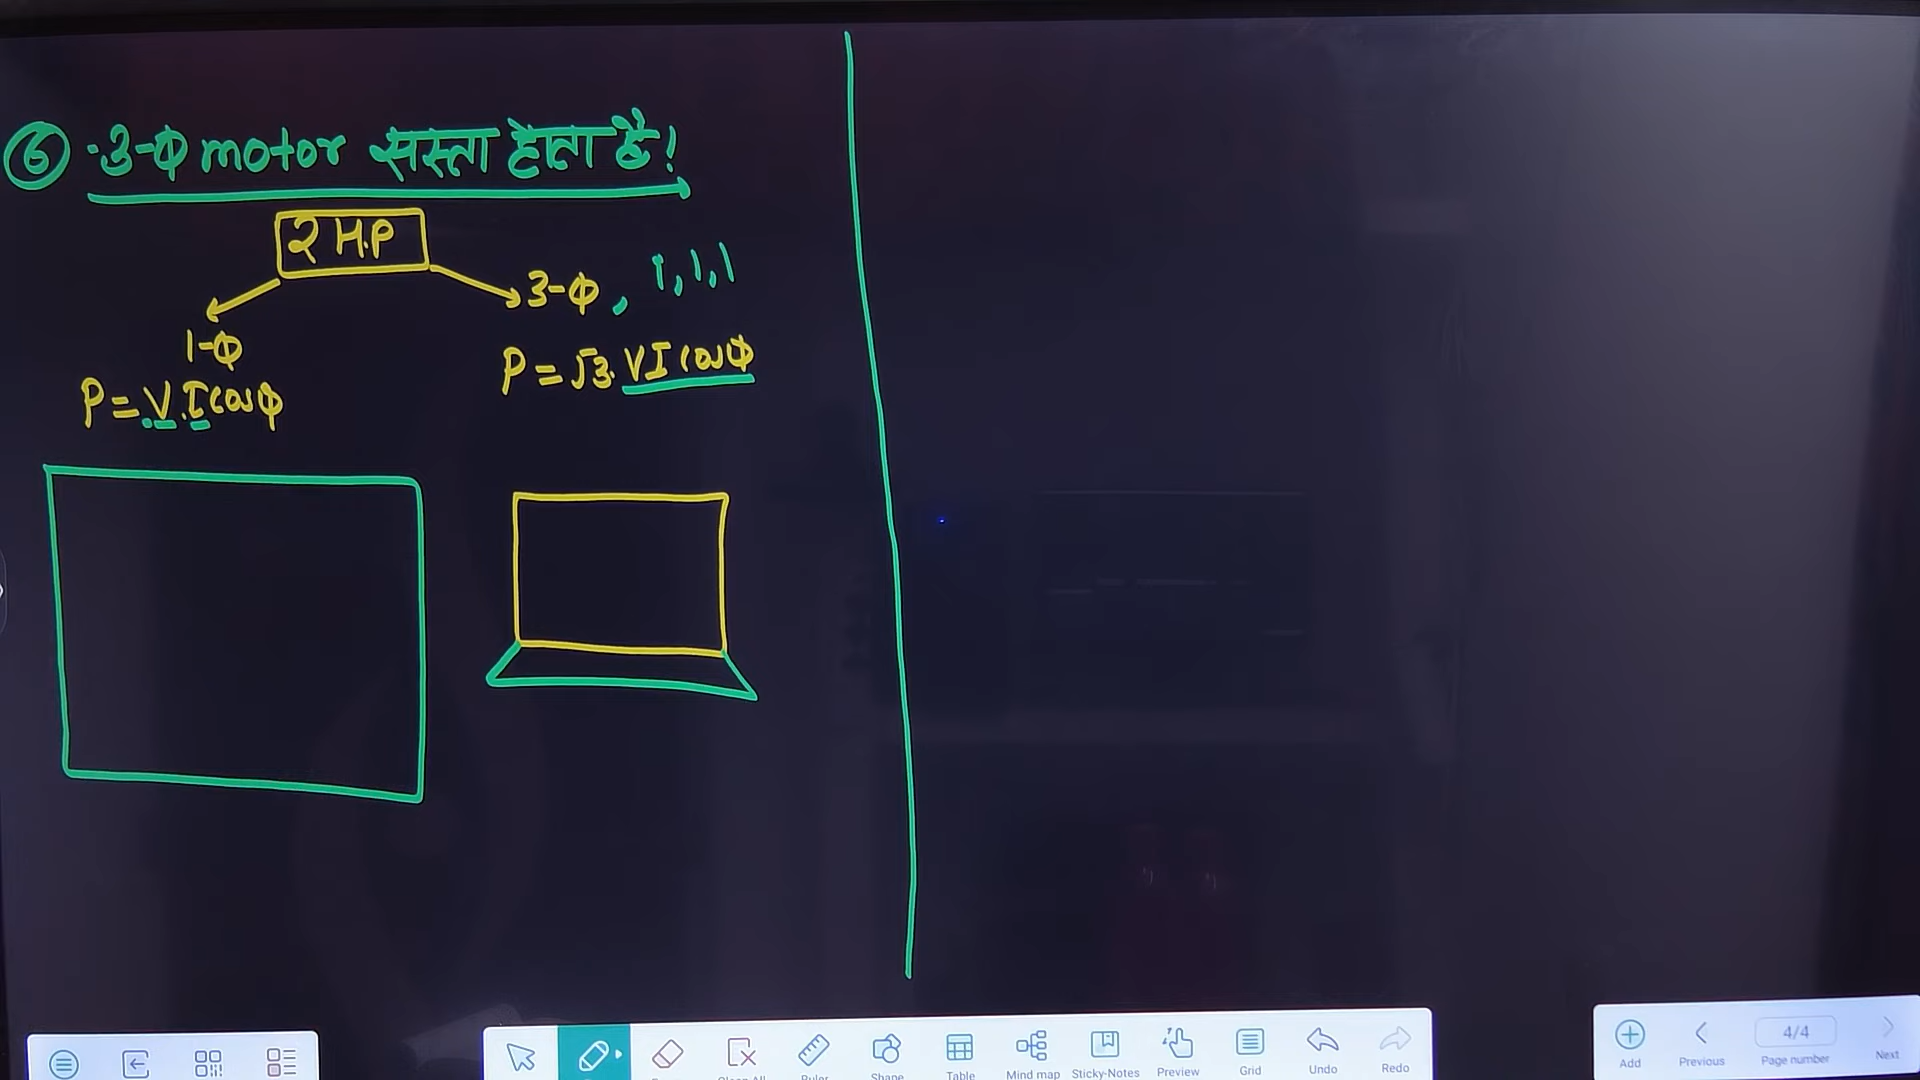 ⑥ 3-Φ motor सस्ता होता है!
2 H.P
3-Φ, 1,1,1
1-Φ
P = √3. VI cosφ
P = V.I cosφ
Mind map
Sticky-Notes
Preview
Table
Grid
Undo
Redo
Shape
Ruler
4/4
Add
Previous
Page number
Next